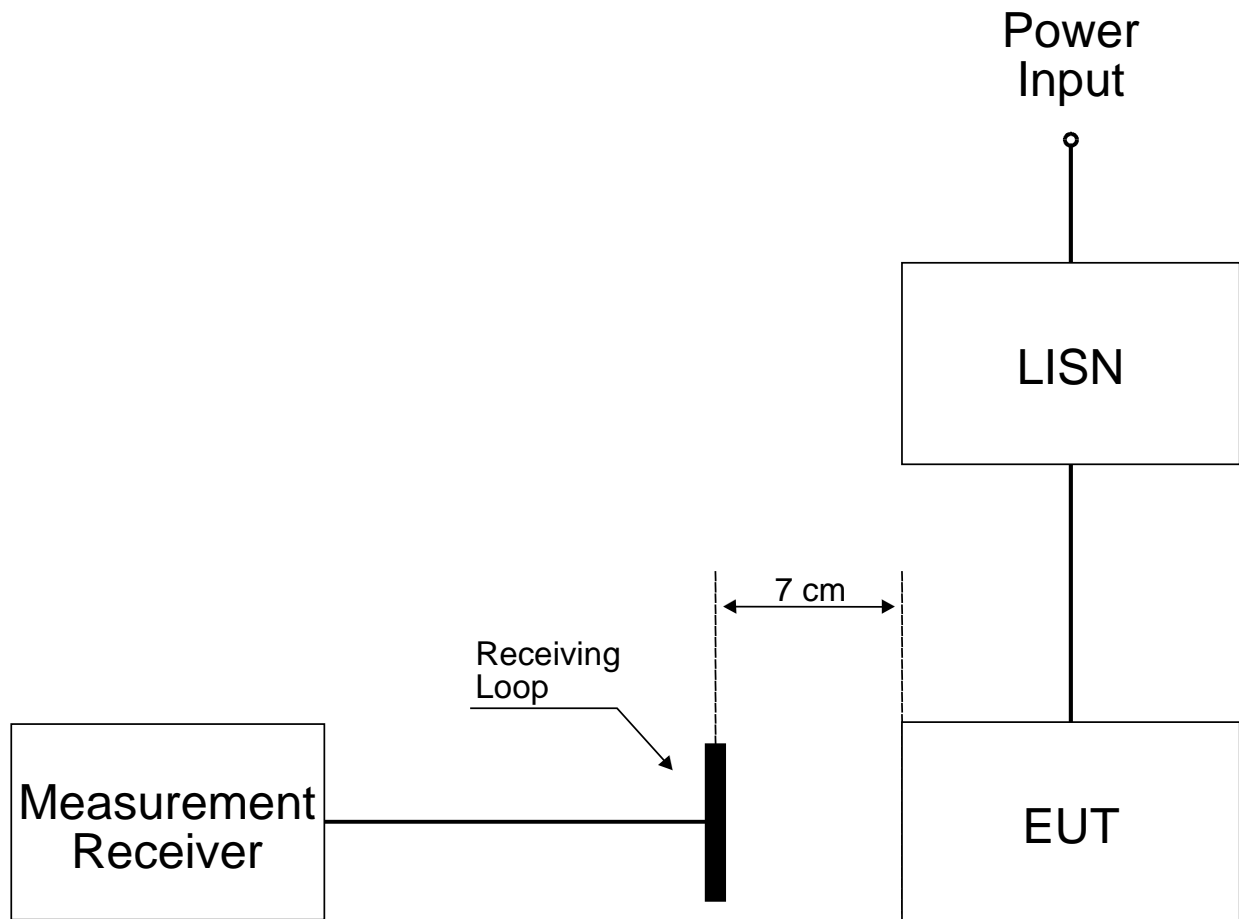 Power
Input
LISN
7 cm
Receiving
Loop
Measurement
Receiver
EUT